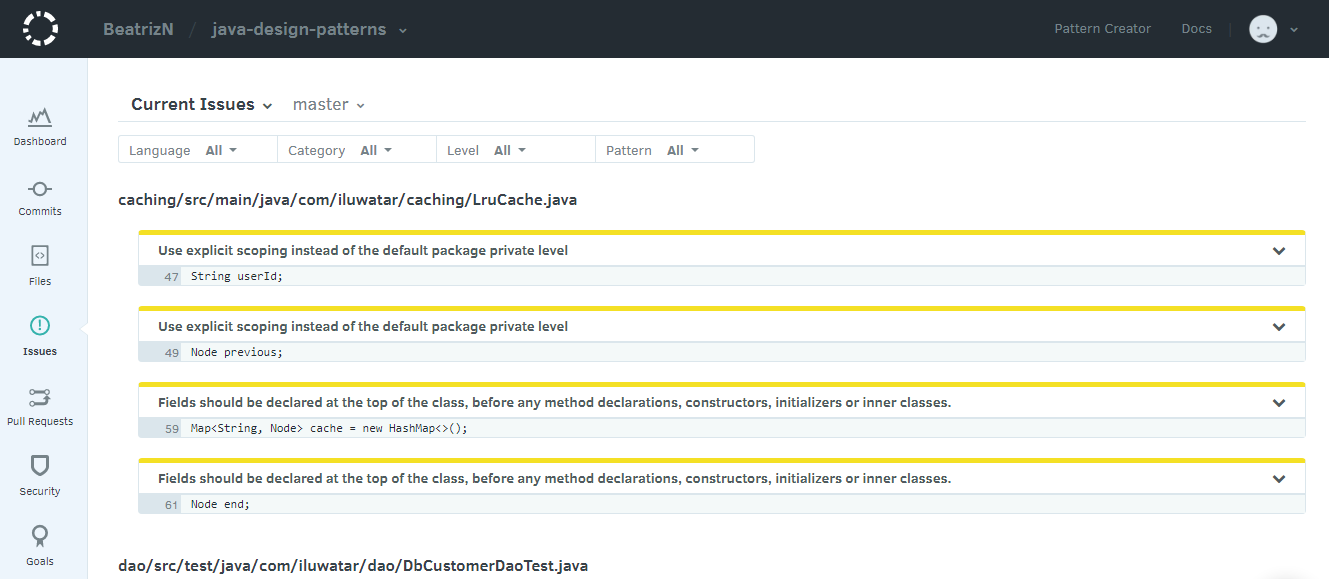 BeatrizN / java-design-patterns
Pattern Creator Docs
Dashboard
Commits
Files
Issues
Pull Requests
Security
Goals
Current Issues master
Language All Category All Level All Pattern All
caching/src/main/java/com/iluwatar/caching/LruCache.java
Use explicit scoping instead of the default package private level
47 String userId;
Use explicit scoping instead of the default package private level
49 Node previous;
Fields should be declared at the top of the class, before any method declarations, constructors, initializers or inner classes.
59 Map<String, Node> cache = new HashMap<>();
Fields should be declared at the top of the class, before any method declarations, constructors, initializers or inner classes.
61 Node end;
dao/src/test/java/com/iluwatar/dao/DbCustomerDaoTest.java